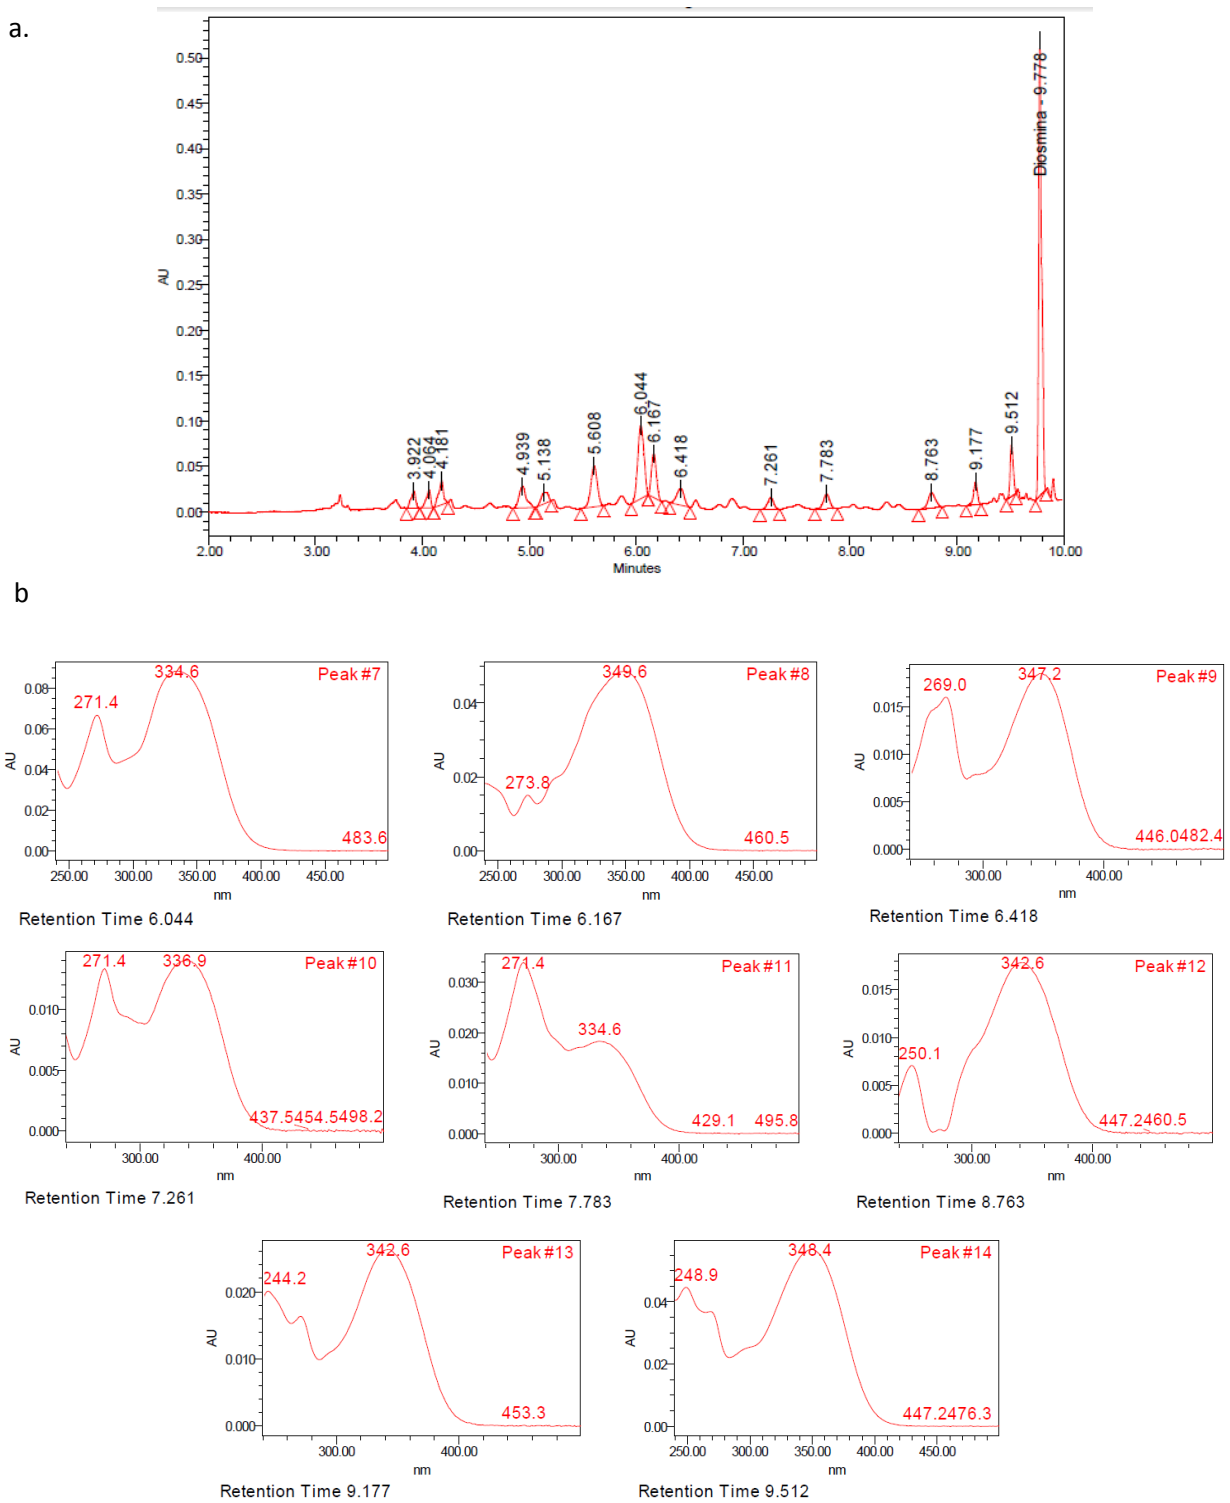 a.
AU
0.50
0.45
0.40
0.35
0.30
0.25
0.20
0.15
0.10
0.05
0.00
3.922
4.064
4.181
4.939
5.138
5.608
6.044
6.167
6.418
7.261
7.783
8.763
9.177
9.512
Diosmina - 9.778
2.00 3.00 4.00 5.00 6.00 7.00 8.00 9.00 10.00
Minutes
b
Peak #7
334.6
271.4
483.6
AU
0.08
0.06
0.04
0.02
0.00
250.00 300.00 350.00 400.00 450.00
nm
Retention Time 6.044
Peak #8
349.6
273.8
460.5
AU
0.04
0.02
0.00
250.00 300.00 350.00 400.00 450.00
nm
Retention Time 6.167
Peak #9
347.2
269.0
446.0482.4
AU
0.015
0.010
0.005
0.000
300.00 400.00
nm
Retention Time 6.418
Peak #10
271.4 336.9
437.5454.5498.2
AU
0.010
0.005
0.000
300.00 400.00
nm
Retention Time 7.261
Peak #11
271.4
334.6
429.1 495.8
AU
0.030
0.020
0.010
0.000
300.00 400.00
nm
Retention Time 7.783
Peak #12
342.6
250.1
447.2460.5
AU
0.015
0.010
0.005
0.000
300.00 400.00
nm
Retention Time 8.763
Peak #13
342.6
244.2
453.3
AU
0.020
0.010
0.000
300.00 400.00
nm
Retention Time 9.177
Peak #14
348.4
248.9
447.2476.3
AU
0.04
0.02
0.00
250.00 300.00 350.00 400.00 450.00
nm
Retention Time 9.512